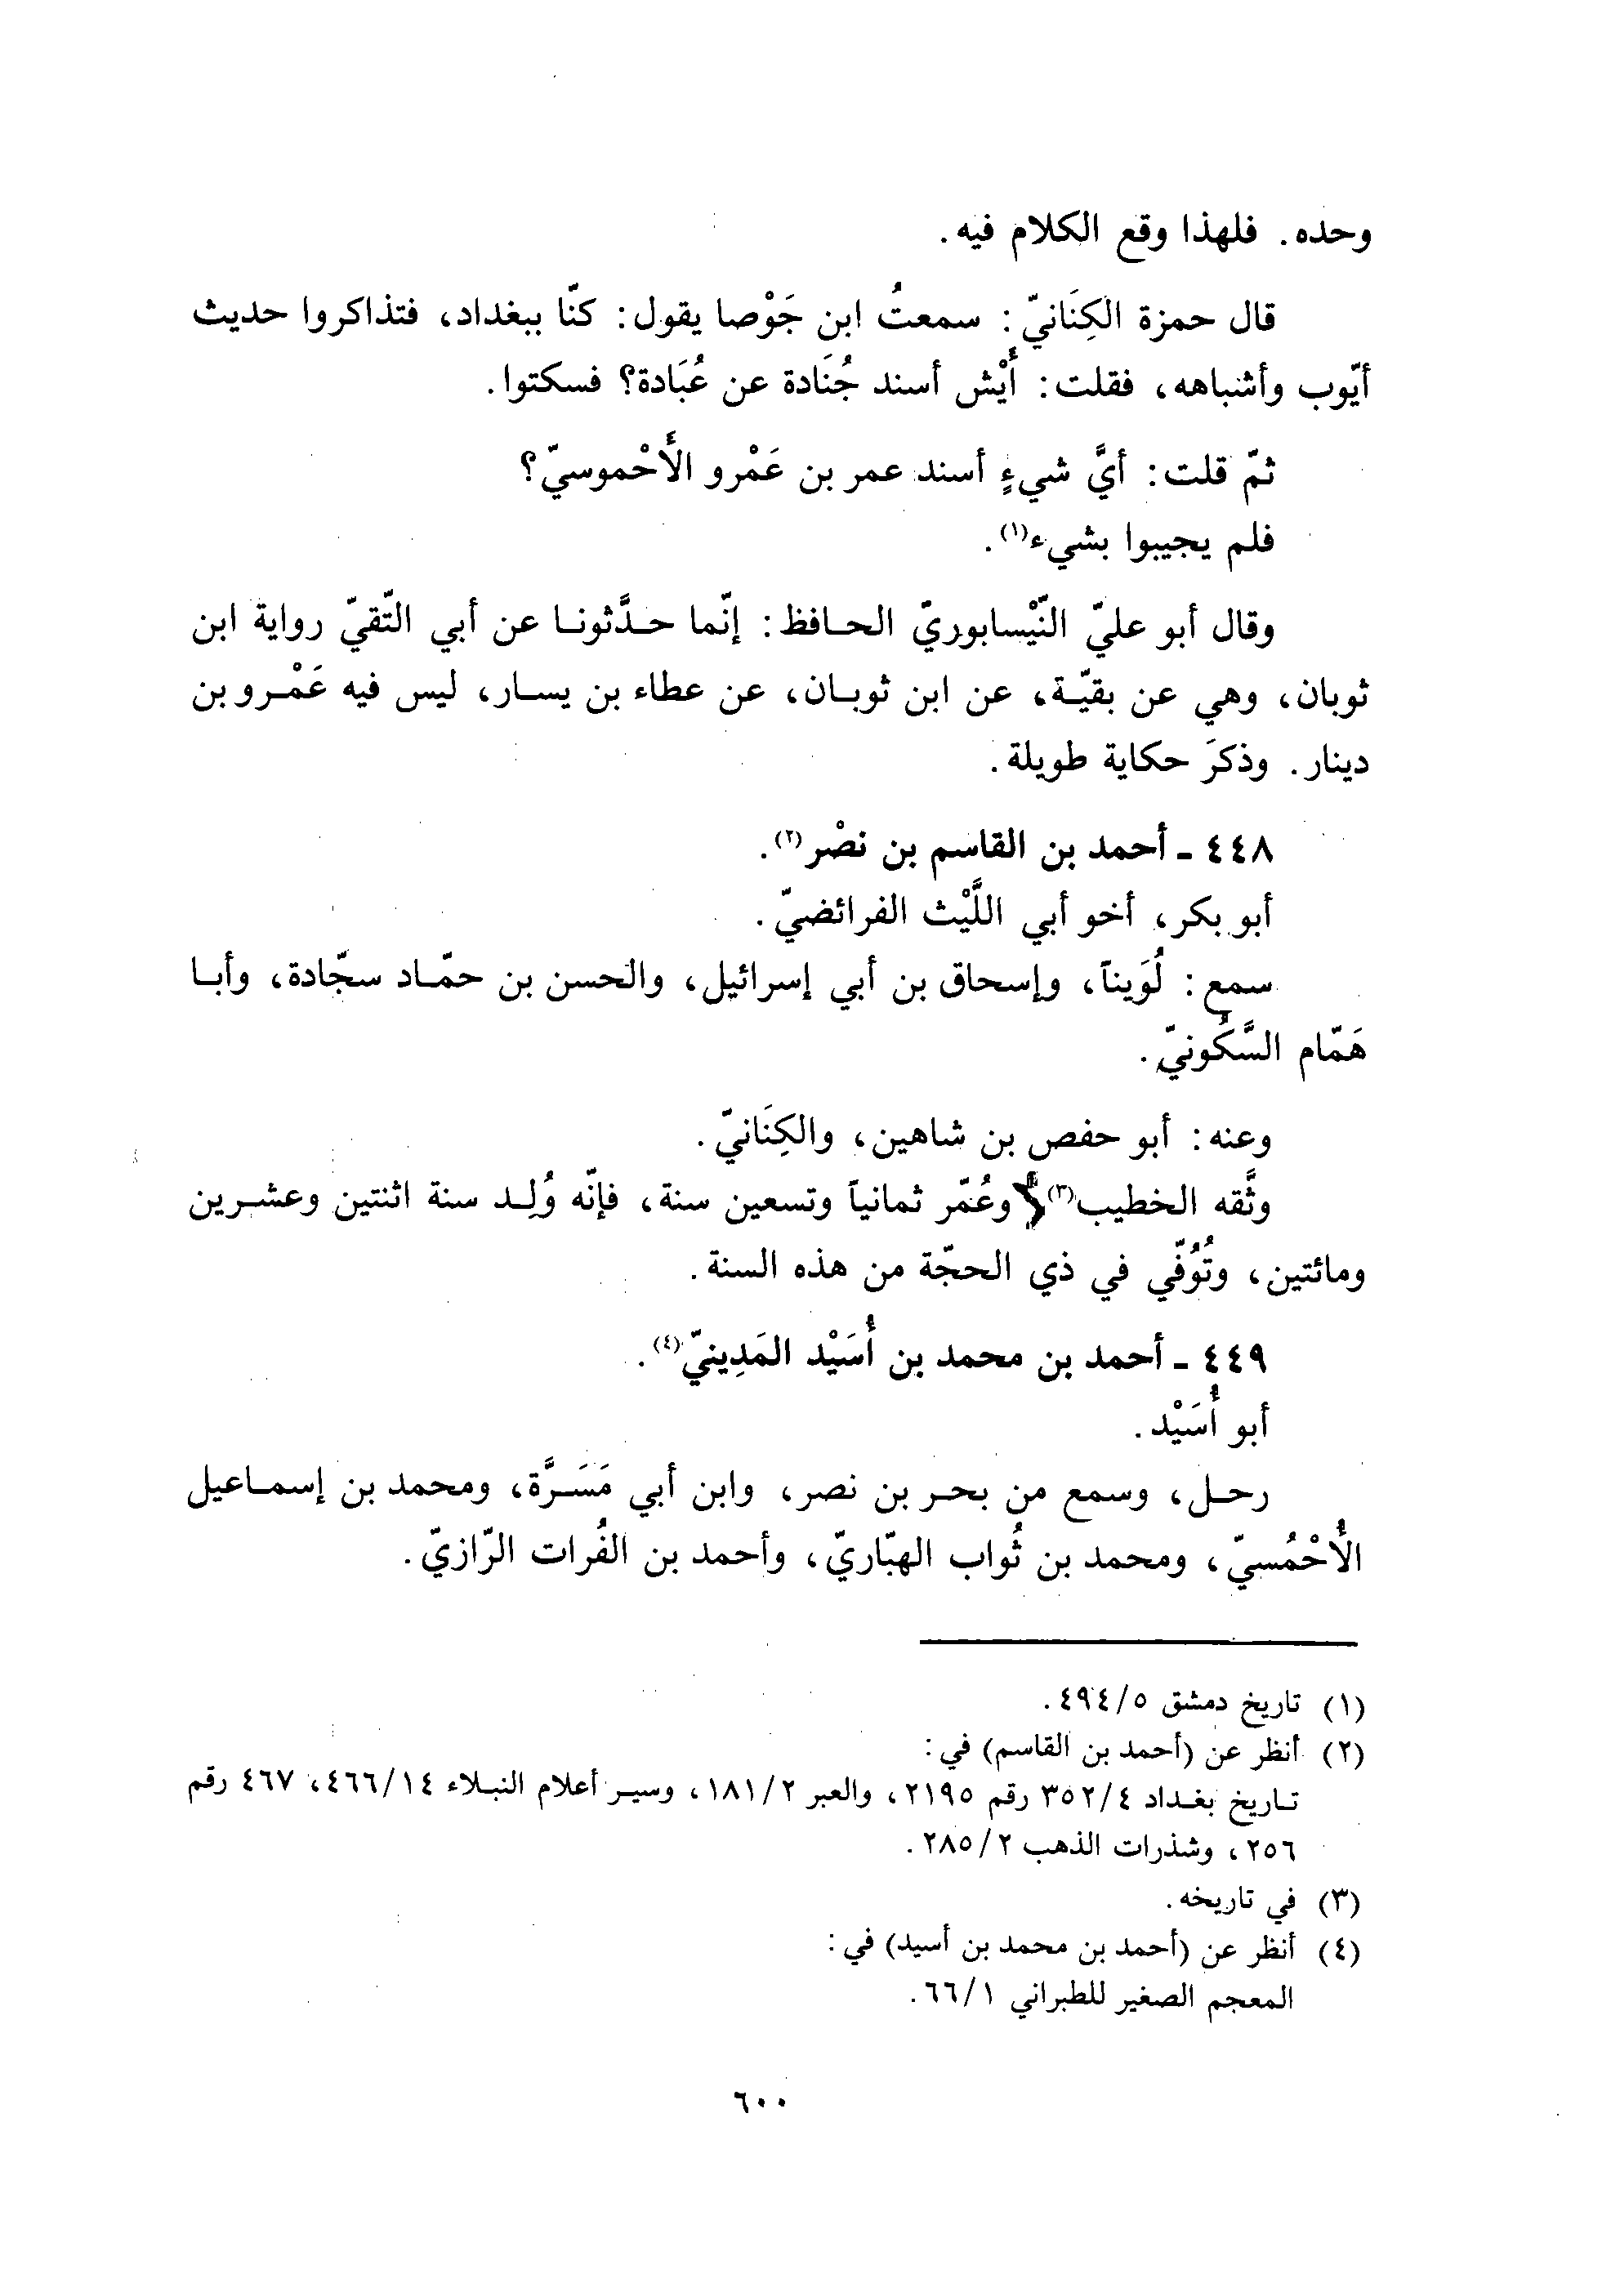 وحده. فلهذا وقع الكلام فيه.
قال حمزة الكِنَانيّ: سمعتُ ابن جَوْصا يقول: كنّا ببغداد، فتذاكروا حديث
أيّوب وأشباهه، فقلت: أَيْش أسند جُنَادة عن عُبَادة؟ فسكتوا.
ثمّ قلت: أيَّ شيءٍ أسند عمر بن عَمْرو الأَحْموسيّ؟
فلم يجيبوا بشيء(١).
وقال أبو عليّ النَّيْسابوريّ الحافظ: إنّما حدَّثونا عن أبي التّقيّ رواية ابن
ثوبان، وهي عن بقيّة، عن ابن ثوبان، عن عطاء بن يسار، ليس فيه عَمْرو بن
دينار. وذكرَ حكاية طويلة.
٤٤٨ ـ أحمد بن القاسم بن نصْر(٢).
أبو بكر، أخو أبي اللَّيْث الفرائضيّ.
سمع: لُوَيناً، وإسحاق بن أبي إسرائيل، والحسن بن حمّاد سجّادة، وأبا
هَمّام السَّكُونيّ.
وعنه: أبو حفص بن شاهين، والكِنَانيّ.
وثَّقه الخطيب(٣) وعُمّر ثمانياً وتسعين سنة، فإنّه وُلِد سنة اثنتين وعشرين
ومائتين، وتُوُفّي في ذي الحجّة من هذه السنة.
٤٤٩ ـ أحمد بن محمد بن أُسَيْد المَدِينيّ(٤).
أبو أُسَيْد.
رحل، وسمع من بحر بن نصر، وابن أبي مَسَرَّة، ومحمد بن إسماعيل
الأَحْمُسيّ، ومحمد بن ثُواب الهبّاريّ، وأحمد بن الفُرات الرّازيّ.
(١) تاريخ دمشق ٥/٤٩٤.
(٢) أنظر عن (أحمد بن القاسم) في:
تاريخ بغداد ٤/٣٥٢ رقم ٢١٩٥، والعبر ٢/١٨١، وسير أعلام النبلاء ١٤/٤٦٦، ٤٦٧ رقم
٢٥٦، وشذرات الذهب ٢/٢٨٥.
(٣) في تاريخه.
(٤) أنظر عن (أحمد بن محمد بن أسيد) في:
المعجم الصغير للطبراني ١/٦٦.
٦٠٠